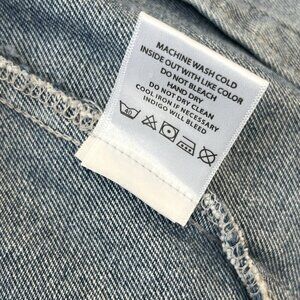 MACHINE WASH COLD
INSIDE OUT WITH LIKE COLOR
DO NOT BLEACH
HAND DRY
DO NOT DRY CLEAN
COOL IRON IF NECESSARY
INDIGO WILL BLEED